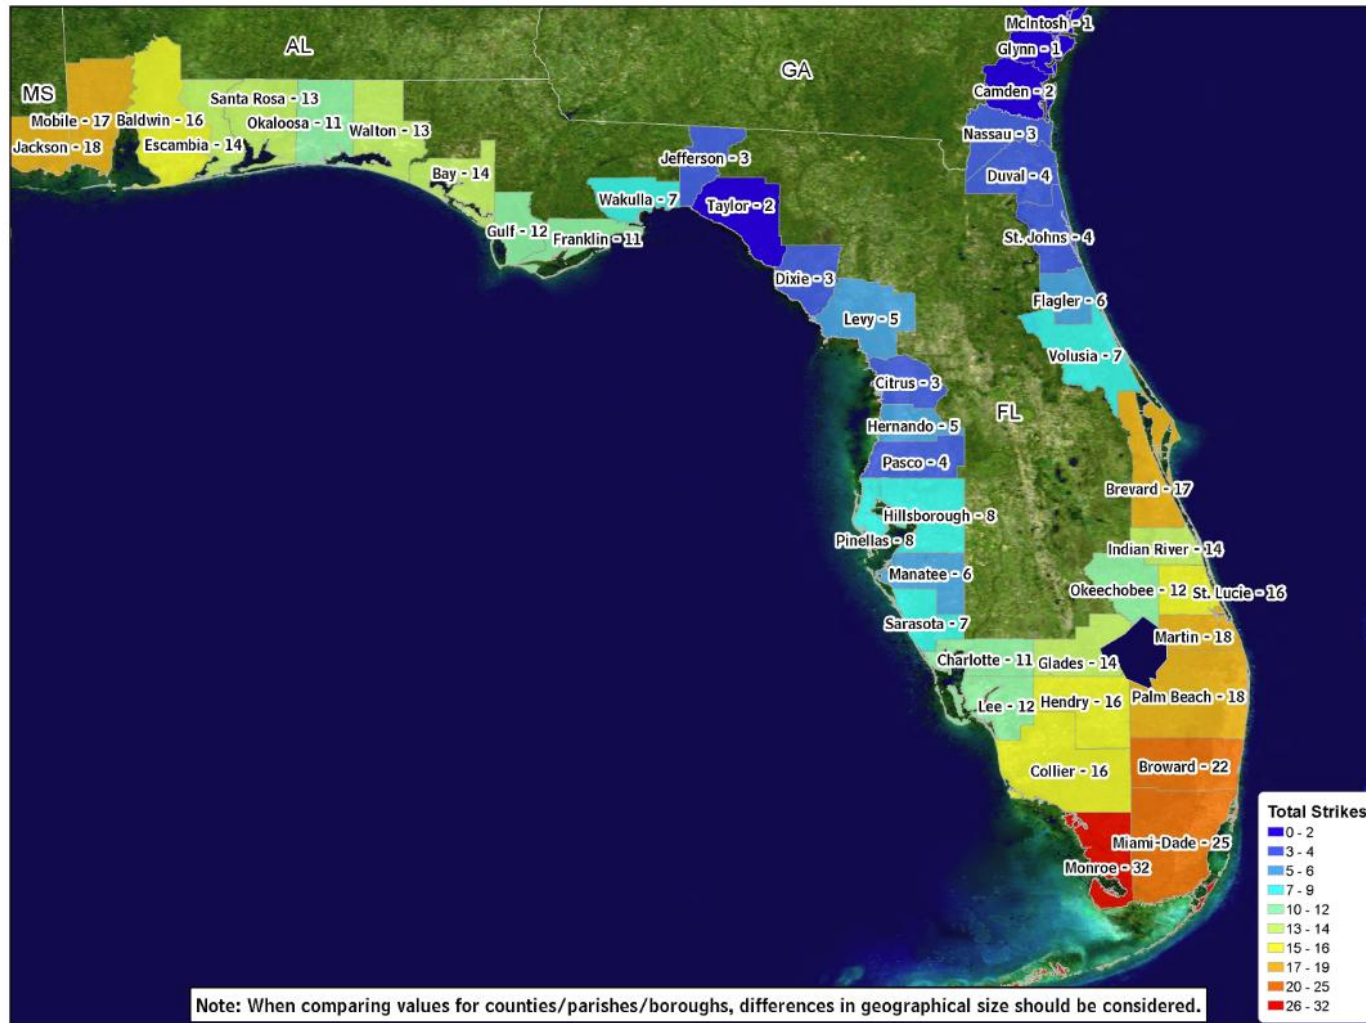 McIntosh - 1
AL
Glynn - 1
GA
MS
Camden - 2
Santa Rosa - 13
Mobile - 17
Baldwin - 16
Okaloosa - 11
Walton - 13
Nassau - 3
Jackson - 18
Escambia - 14
Jefferson - 3
Bay - 14
Duval - 4
Wakulla - 7
Taylor - 2
Gulf - 12
Franklin - 11
St. Johns - 4
Dixie - 3
Flagler - 6
Levy - 5
Volusia - 7
Citrus - 3
FL
Hernando - 5
Pasco - 4
Brevard - 17
Hillsborough - 8
Pinellas - 8
Indian River - 14
Manatee - 6
Okeechobee - 12
St. Lucie - 16
Sarasota - 7
Martin - 18
Charlotte - 11
Glades - 14
Lee - 12
Hendry - 16
Palm Beach - 18
Collier - 16
Broward - 22
Miami-Dade - 25
Monroe - 32
Total Strikes
0 - 2
3 - 4
5 - 6
7 - 9
10 - 12
13 - 14
15 - 16
17 - 19
20 - 25
26 - 32
Note: When comparing values for counties/parishes/boroughs, differences in geographical size should be considered.